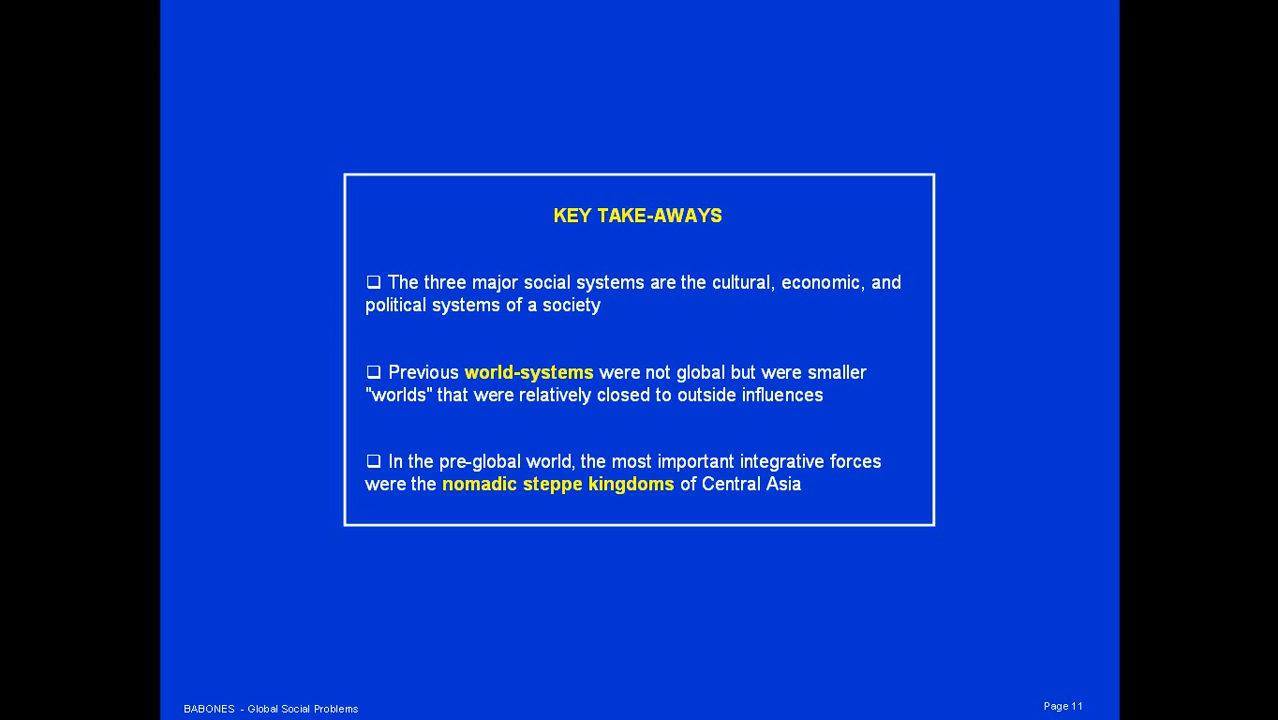 KEY TAKE-AWAYS
❑ The three major social systems are the cultural, economic, and
political systems of a society
❑ Previous world-systems were not global but were smaller
"worlds" that were relatively closed to outside influences
❑ In the pre-global world, the most important integrative forces
were the nomadic steppe kingdoms of Central Asia
BABONES - Global Social Problems
Page 11